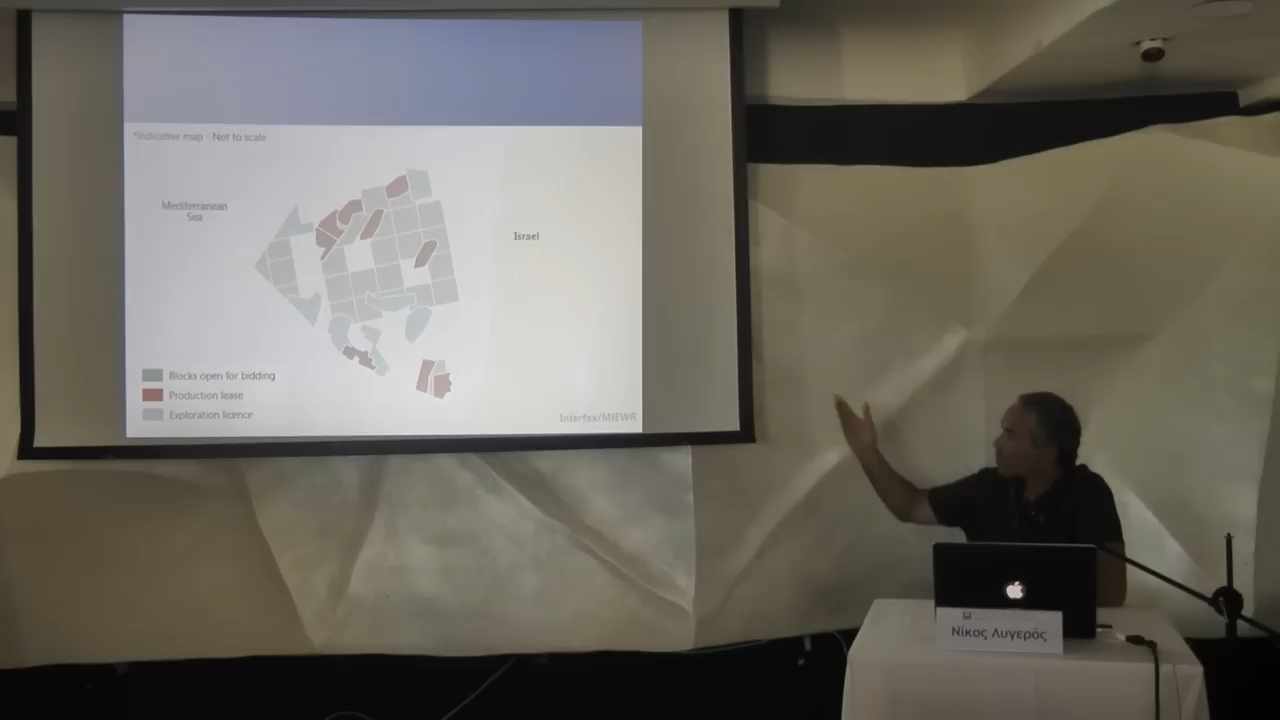 *Indicative map Not to scale
Mediterranean
Sea
Israel
Blocks open for bidding
Production lease
Exploration licence
Interfax/MIEWR
Νίκος Λυγερός